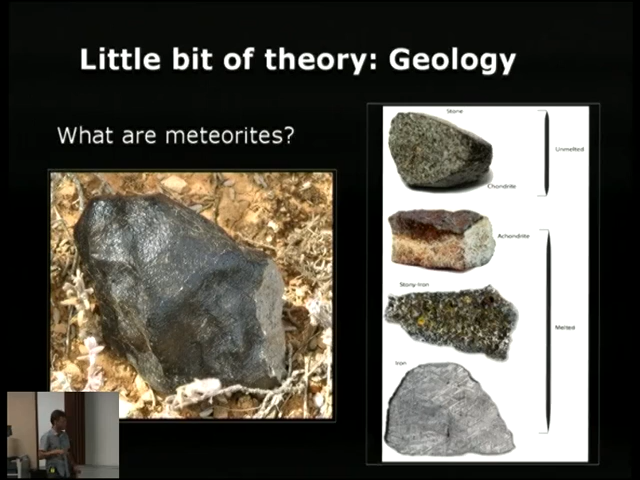 Little bit of theory: Geology
What are meteorites?
Stone
Unmelted
Chondrite
Achondrite
Stony-Iron
Melted
Iron